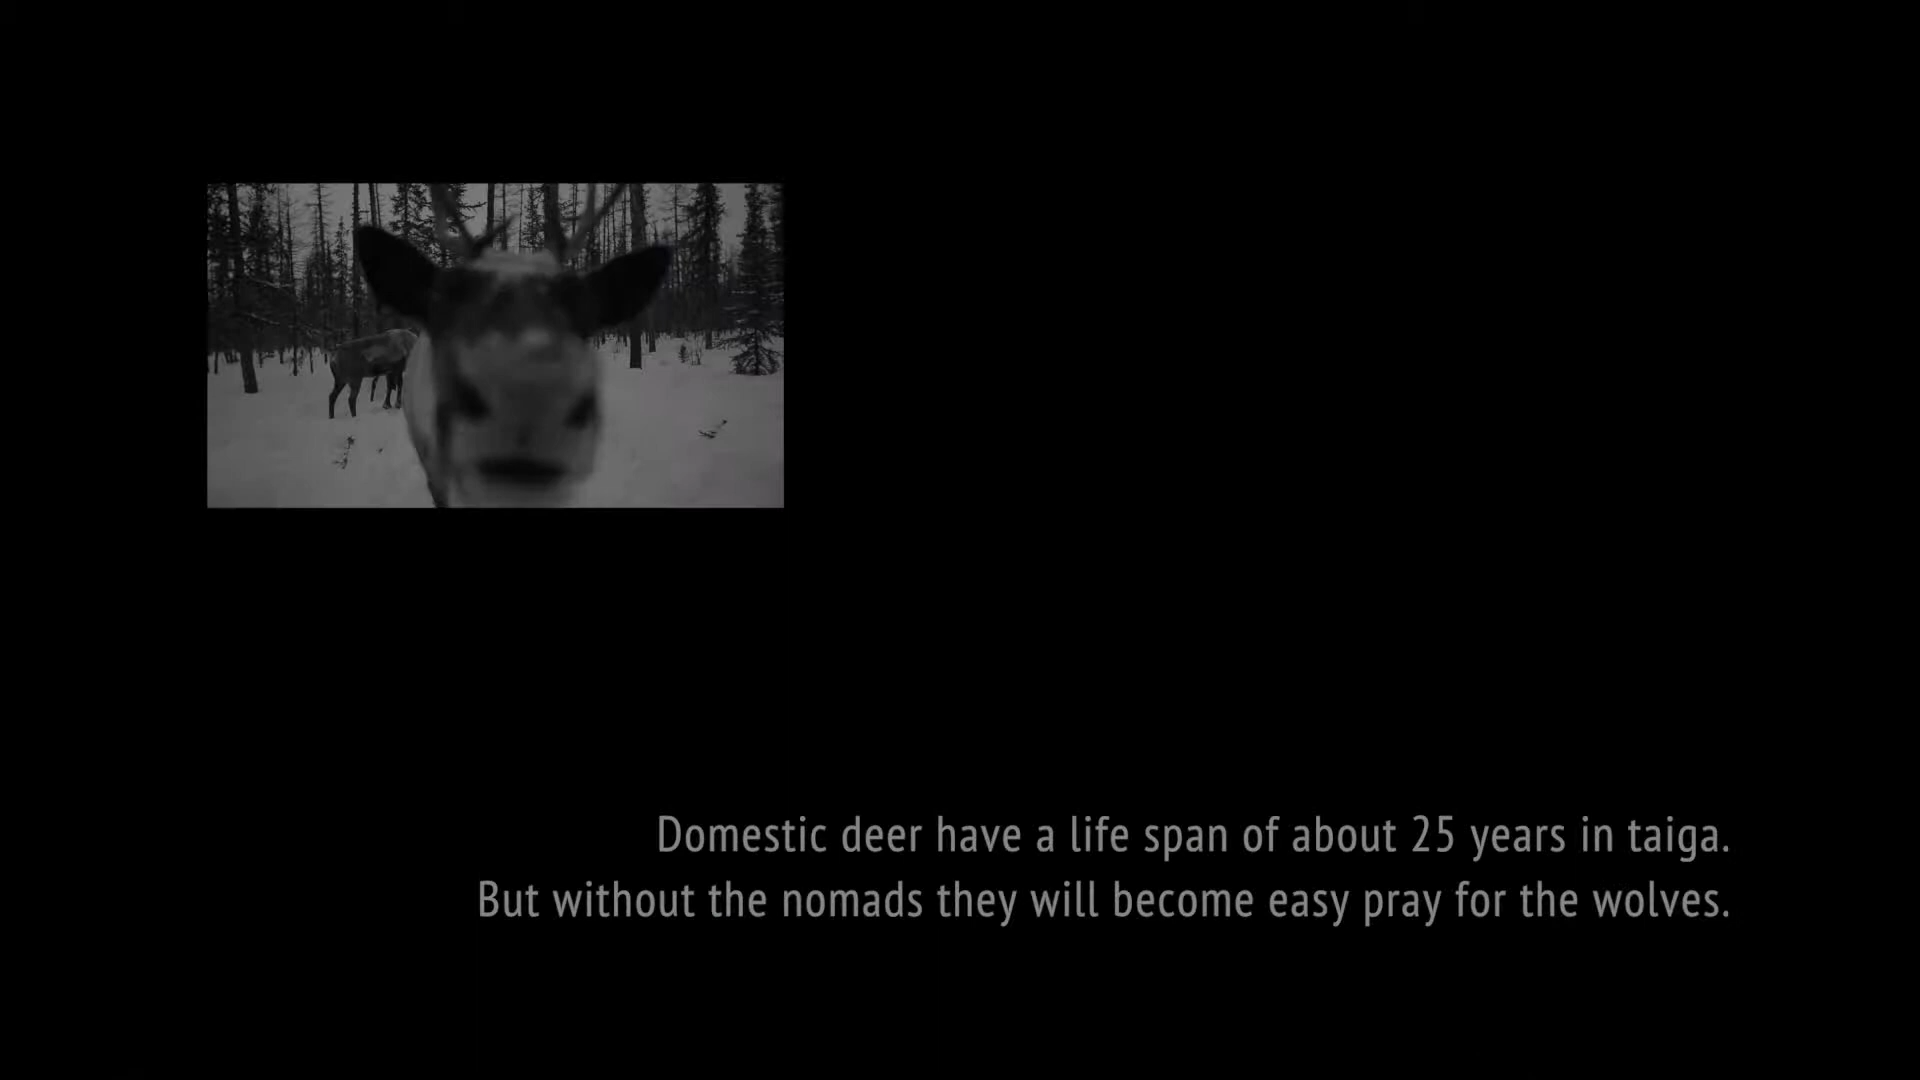 Domestic deer have a life span of about 25 years in taiga.
But without the nomads they will become easy pray for the wolves.